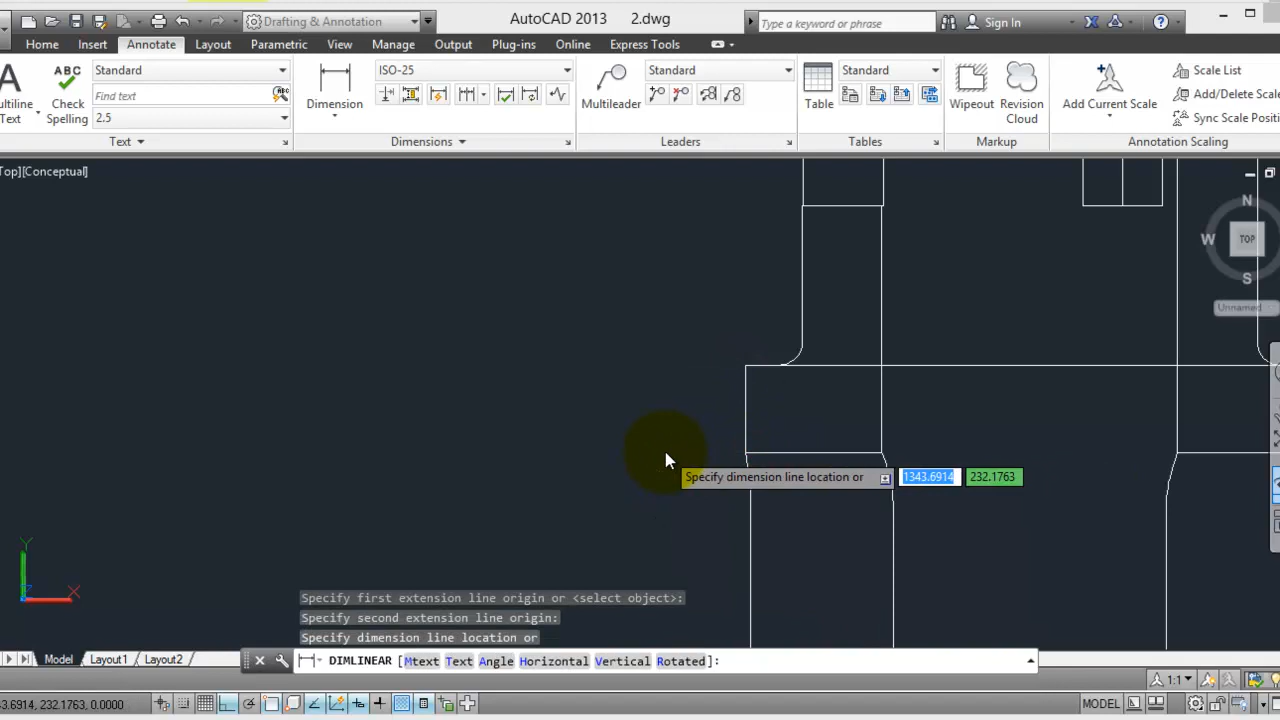 Drafting & Annotation
AutoCAD 2013 2.dwg
Type a keyword or phrase
Sign In
Home Insert Annotate Layout Parametric View Manage Output Plug-ins Online Express Tools
A
ABC
Standard
ISO-25
Standard
Standard
Scale List
Find text
Add/Delete Scale
Multiline
Text
Check
Spelling
Dimension
Multileader
Table
Wipeout
Revision
Cloud
Add Current Scale
2.5
Sync Scale Positi
Text
Dimensions
Leaders
Tables
Markup
Annotation Scaling
Top][Conceptual]
N
W
TOP
S
Unnamed
Specify dimension line location or
1343.6914
232.1763
Y
X
Z
Specify first extension line origin or <select object>:
Specify second extension line origin:
Specify dimension line location or
Model Layout1 Layout2
DIMLINEAR [Mtext Text Angle Horizontal Vertical Rotated]:
1:1
3.6914, 232.1763, 0.0000
MODEL